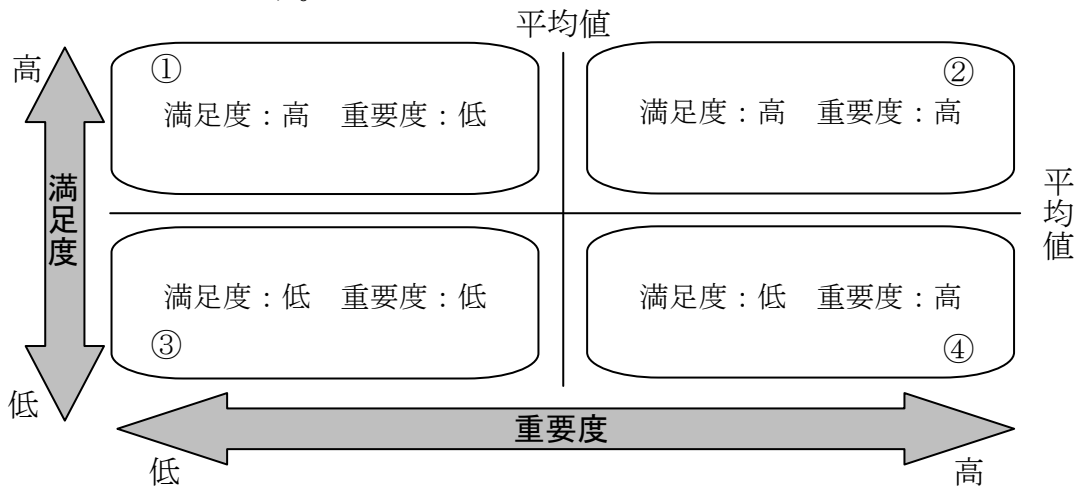 平均値
高
① ②
満足度：高　重要度：低 満足度：高　重要度：高
満足度
平均値
満足度：低　重要度：低 満足度：低　重要度：高
③ ④
低
重要度
低 高